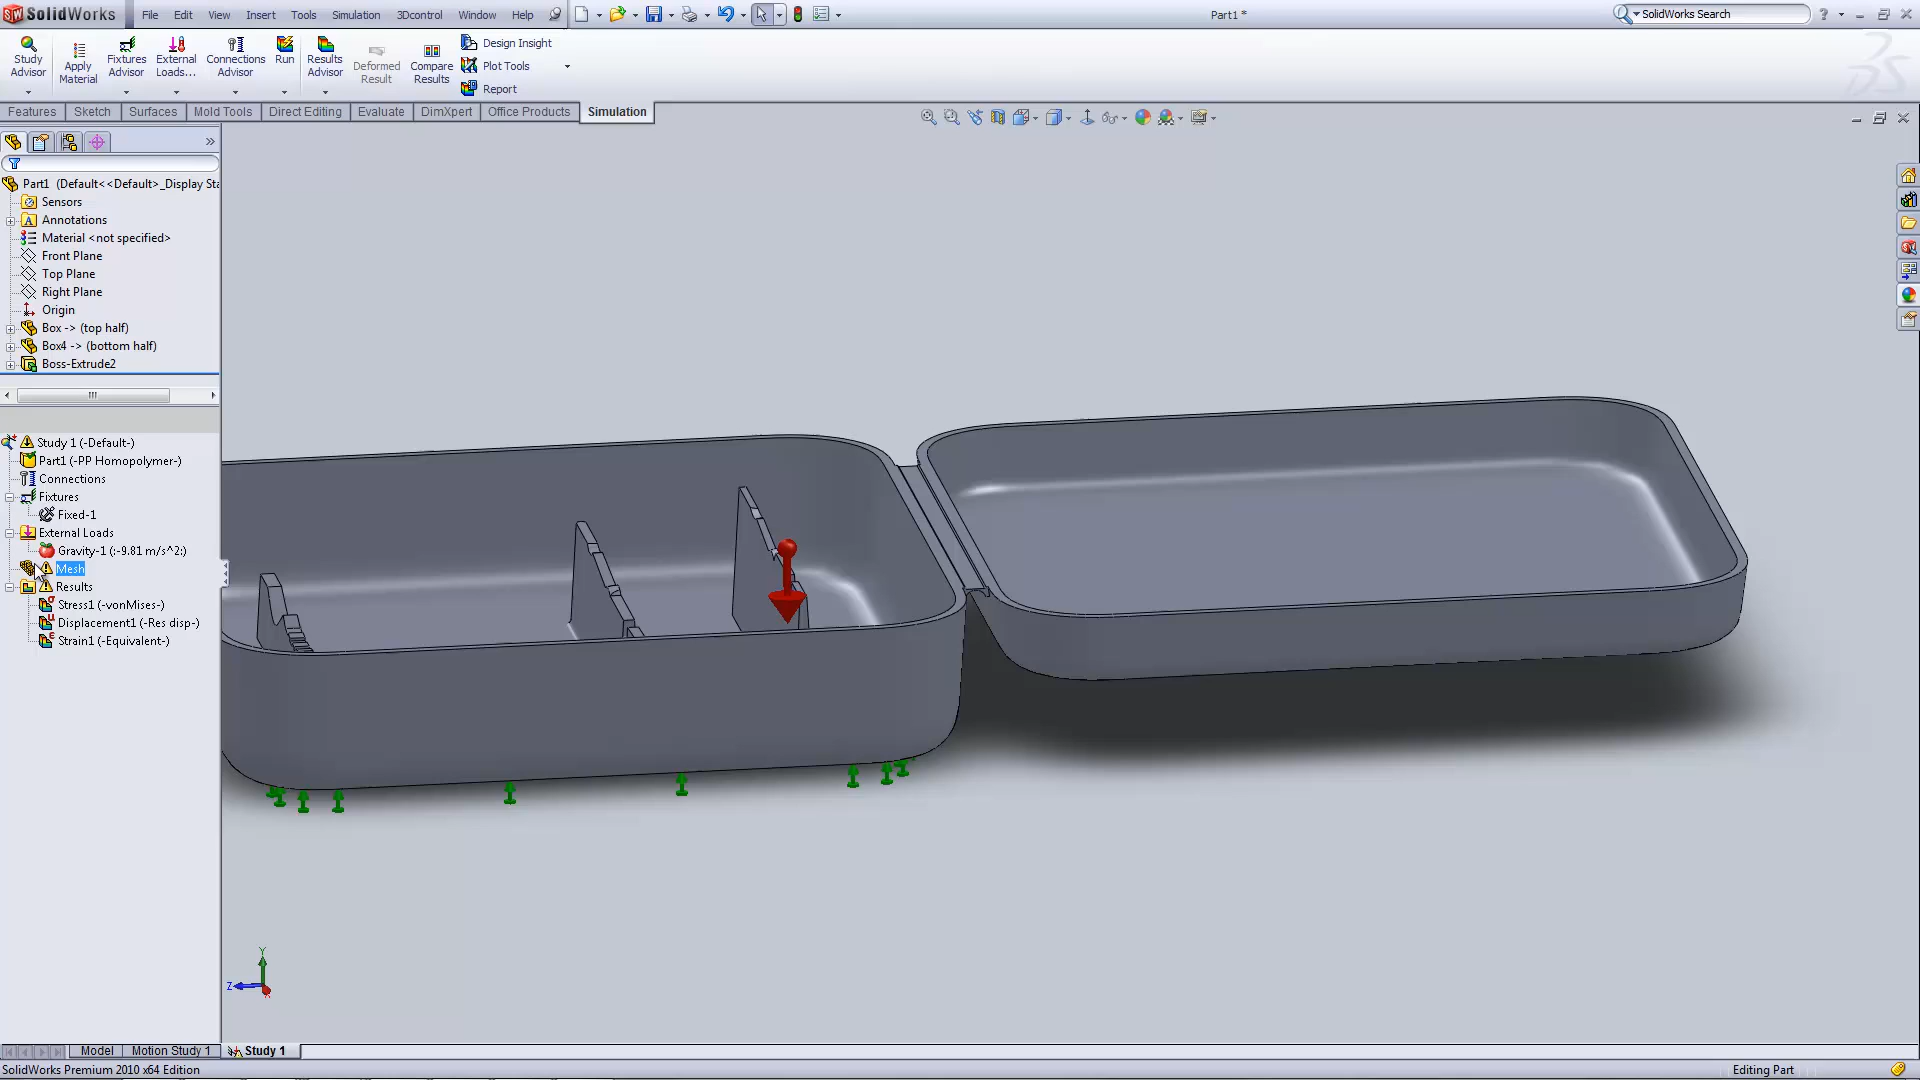 SolidWorks File Edit View Insert Tools Simulation 3Dcontrol Window Help Part1 * SolidWorks Search ?
Study Advisor
Apply Material
Fixtures Advisor
External Loads...
Connections Advisor
Run
Results Advisor
Deformed Result
Compare Results
Design Insight
Plot Tools
Report
Features Sketch Surfaces Mold Tools Direct Editing Evaluate DimXpert Office Products Simulation
Part1 (Default<<Default>_Display Sta
Sensors
Annotations
Material <not specified>
Front Plane
Top Plane
Right Plane
Origin
Box -> (top half)
Box4 -> (bottom half)
Boss-Extrude2
Study 1 (-Default-)
Part1 (-PP Homopolymer-)
Connections
Fixtures
Fixed-1
External Loads
Gravity-1 (:-9.81 m/s^2:)
Mesh
Results
Stress1 (-vonMises-)
Displacement1 (-Res disp-)
Strain1 (-Equivalent-)
Y
Z
X
Model Motion Study 1 Study 1
SolidWorks Premium 2010 x64 Edition Editing Part